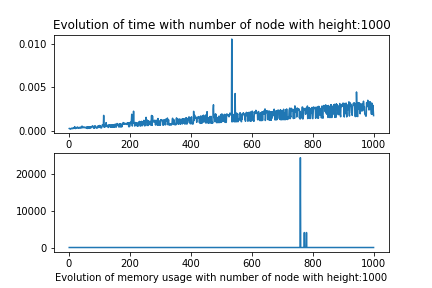 Evolution of time with number of node with height:1000
0.010
0.005
0.000
0 200 400 600 800 1000
20000
10000
0
0 200 400 600 800 1000
Evolution of memory usage with number of node with height:1000